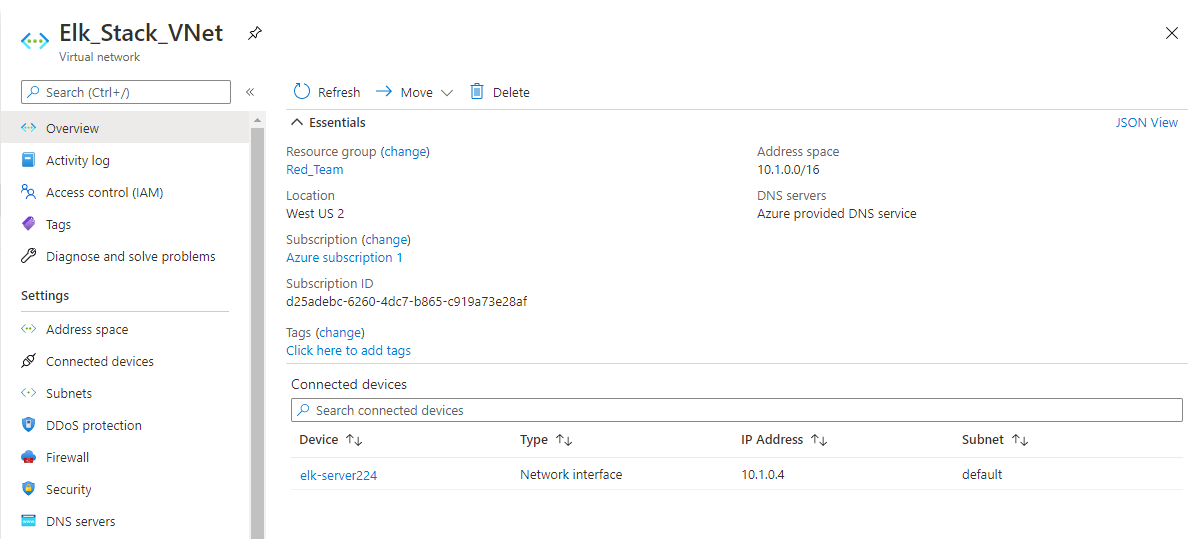 Elk_Stack_VNet
Virtual network
Search (Ctrl+/)
«
Overview
Activity log
Access control (IAM)
Tags
Diagnose and solve problems
Settings
Address space
Connected devices
Subnets
DDoS protection
Firewall
Security
DNS servers
Refresh Move Delete
Essentials JSON View
Resource group (change)
Red_Team
Location
West US 2
Subscription (change)
Azure subscription 1
Subscription ID
d25adebc-6260-4dc7-b865-c919a73e28af
Tags (change)
Click here to add tags
Address space
10.1.0.0/16
DNS servers
Azure provided DNS service
Connected devices
Search connected devices
Device ↑↓ Type ↑↓ IP Address ↑↓ Subnet ↑↓
elk-server224 Network interface 10.1.0.4 default